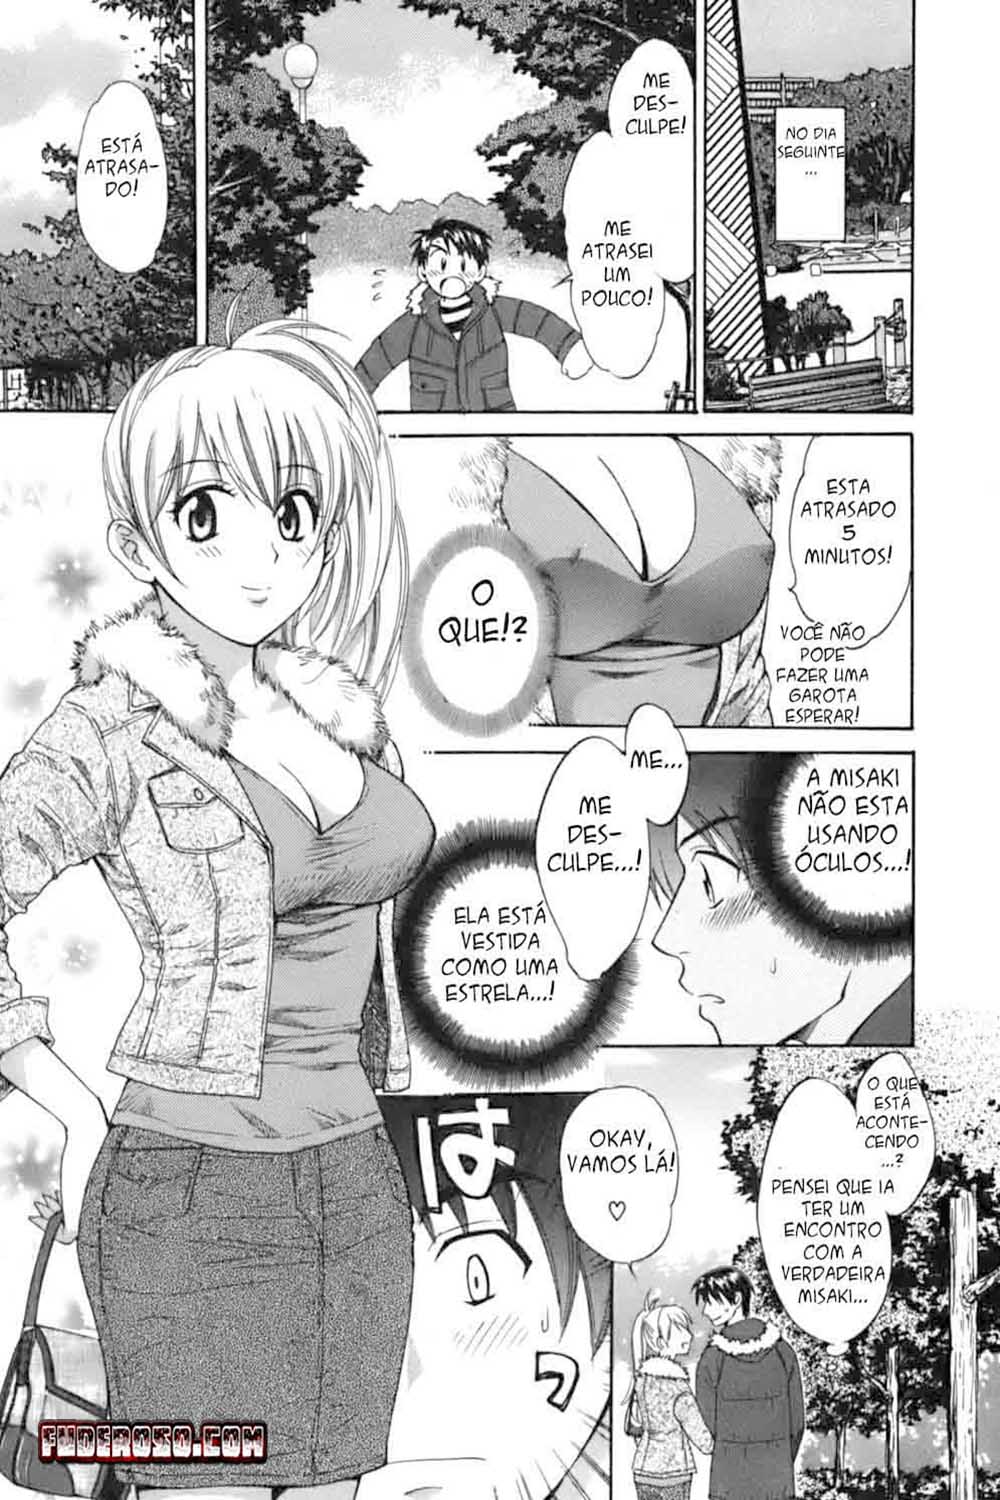 NO DIA
SEGUINTE
...
ME
DES-
CULPE!
ME
ATRASEI
UM
POUCO!
ESTÁ
ATRASA-
DO!
ESTA
ATRASADO
5
MINUTOS!
VOCÊ NÃO
PODE
FAZER UMA
GAROTA
ESPERAR!
O
QUE!?
A MISAKI
NÃO ESTA
USANDO
ÓCULOS...!
ME...
ME
DES-
CULPE...!
ELA ESTÁ
VESTIDA
COMO UMA
ESTRELA...!
はっ
OKAY,
VAMOS LÁ!
♡
O QUE
ESTÁ
ACONTE-
CENDO
...?
PENSEI QUE IA
TER UM
ENCONTRO
COM A
VERDADEIRA
MISAKI...
FUDEROSO.COM